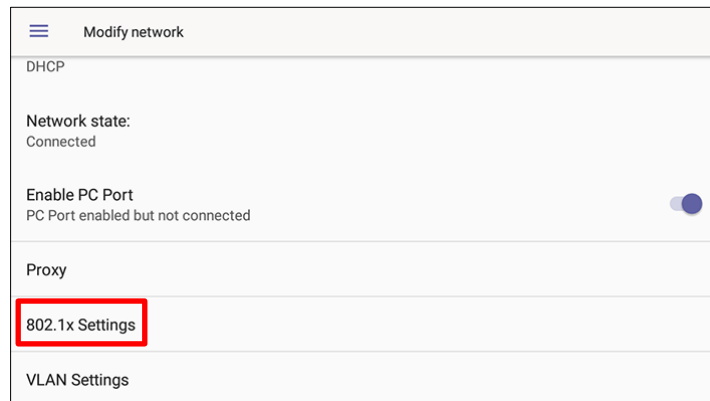 Modify network
DHCP
Network state:
Connected
Enable PC Port
PC Port enabled but not connected
Proxy
802.1x Settings
VLAN Settings